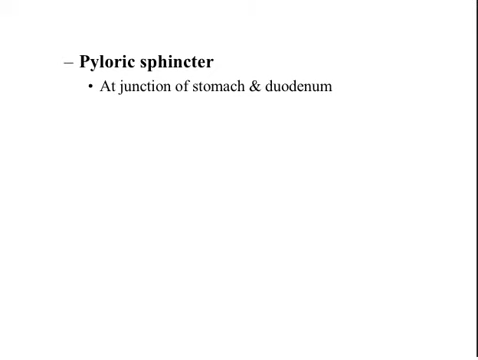 – Pyloric sphincter
• At junction of stomach & duodenum